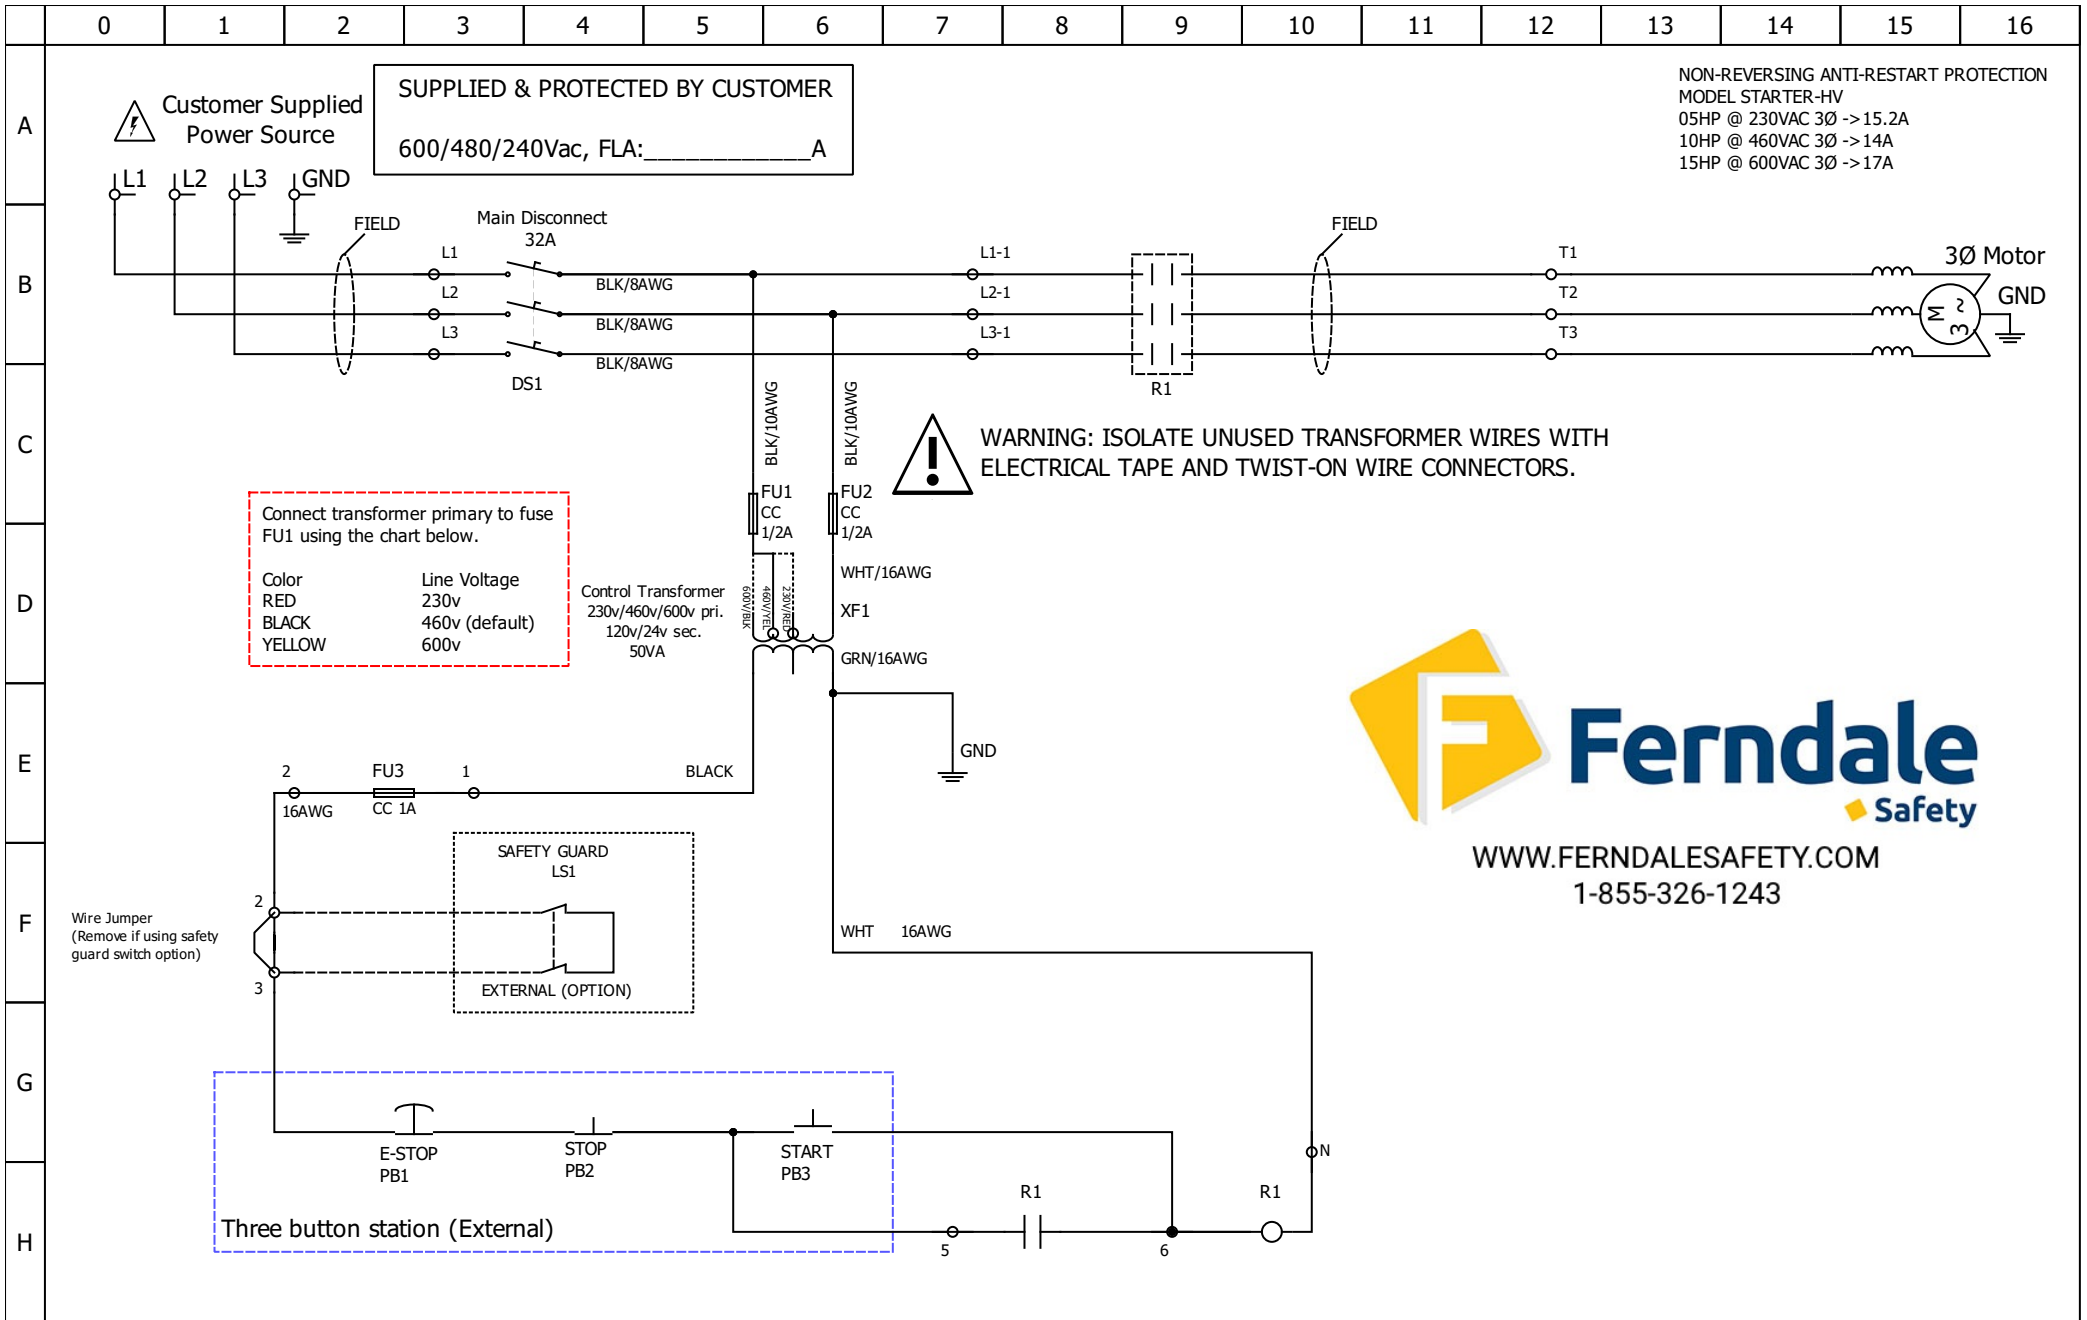 0 1 2 3 4 5 6 7 8 9 10 11 12 13 14 15 16
A
B
C
D
E
F
G
H
Customer Supplied
Power Source
SUPPLIED & PROTECTED BY CUSTOMER
600/480/240Vac, FLA:____________A
NON-REVERSING ANTI-RESTART PROTECTION
MODEL STARTER-HV
05HP @ 230VAC 3Ø ->15.2A
10HP @ 460VAC 3Ø ->14A
15HP @ 600VAC 3Ø ->17A
L1 L2 L3 GND
FIELD
Main Disconnect
32A
L1
L2
L3
DS1
BLK/8AWG
BLK/8AWG
BLK/8AWG
L1-1
L2-1
L3-1
R1
FIELD
T1
T2
T3
3Ø Motor
GND
M
3 ~
BLK/10AWG
BLK/10AWG
WARNING: ISOLATE UNUSED TRANSFORMER WIRES WITH
ELECTRICAL TAPE AND TWIST-ON WIRE CONNECTORS.
FU1
CC
1/2A
FU2
CC
1/2A
Connect transformer primary to fuse
FU1 using the chart below.
Color Line Voltage
RED 230v
BLACK 460v (default)
YELLOW 600v
Control Transformer
230v/460v/600v pri.
120v/24v sec.
50VA
600V/BLK
460V/YEL
230V/RED
WHT/16AWG
XF1
GRN/16AWG
GND
Ferndale
Safety
WWW.FERNDALESAFETY.COM
1-855-326-1243
2
16AWG
FU3
CC 1A
1
BLACK
SAFETY GUARD
LS1
EXTERNAL (OPTION)
Wire Jumper
(Remove if using safety
guard switch option)
2
3
WHT 16AWG
E-STOP
PB1
STOP
PB2
START
PB3
Three button station (External)
N
R1
R1
5
6